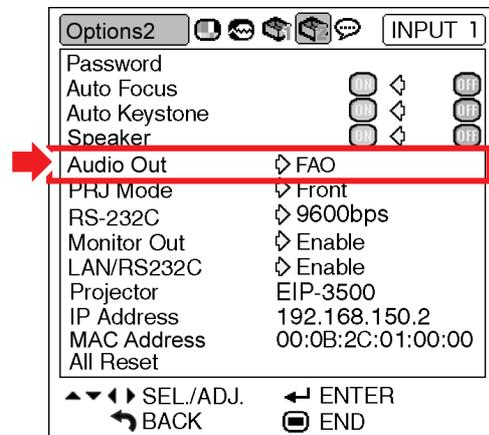 Options2 INPUT 1
Password
Auto Focus ON OFF
Auto Keystone ON OFF
Speaker ON OFF
Audio Out FAO
PRJ Mode Front
RS-232C 9600bps
Monitor Out Enable
LAN/RS232C Enable
Projector EIP-3500
IP Address 192.168.150.2
MAC Address 00:0B:2C:01:00:00
All Reset
SEL./ADJ. ENTER
BACK END